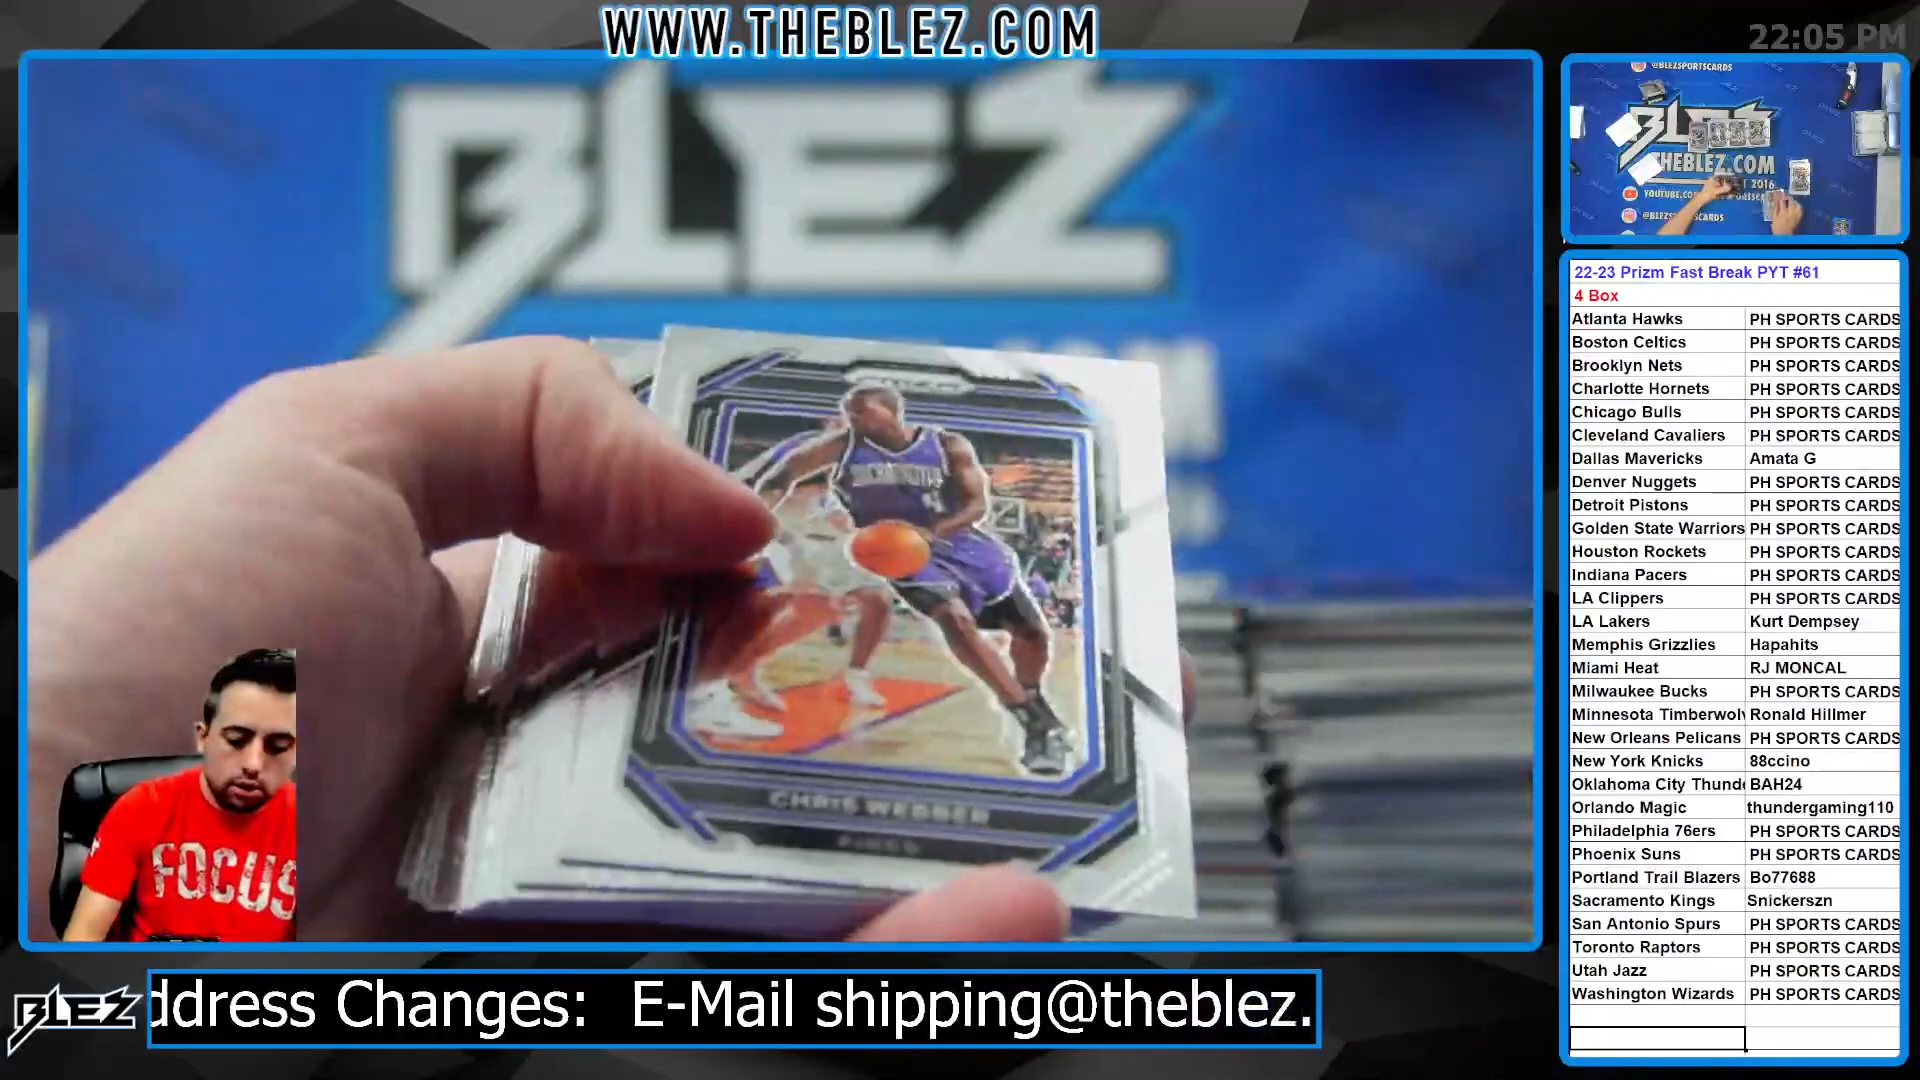 WWW.THEBLEZ.COM
22:05 PM
BLEZ
@BLEZSPORTSCARDS
BLEZ
THEBLEZ.COM
2016
22-23 Prizm Fast Break PYT #61
4 Box
Atlanta Hawks PH SPORTS CARDS
Boston Celtics PH SPORTS CARDS
Brooklyn Nets PH SPORTS CARDS
Charlotte Hornets PH SPORTS CARDS
Chicago Bulls PH SPORTS CARDS
Cleveland Cavaliers PH SPORTS CARDS
Dallas Mavericks Amata G
Denver Nuggets PH SPORTS CARDS
Detroit Pistons PH SPORTS CARDS
Golden State Warriors PH SPORTS CARDS
Houston Rockets PH SPORTS CARDS
Indiana Pacers PH SPORTS CARDS
LA Clippers PH SPORTS CARDS
LA Lakers Kurt Dempsey
Memphis Grizzlies Hapahits
Miami Heat RJ MONCAL
Milwaukee Bucks PH SPORTS CARDS
Minnesota Timberwolv Ronald Hillmer
New Orleans Pelicans PH SPORTS CARDS
New York Knicks 88ccino
Oklahoma City Thund BAH24
Orlando Magic thundergaming110
Philadelphia 76ers PH SPORTS CARDS
Phoenix Suns PH SPORTS CARDS
Portland Trail Blazers Bo77688
Sacramento Kings Snickerszn
San Antonio Spurs PH SPORTS CARDS
Toronto Raptors PH SPORTS CARDS
Utah Jazz PH SPORTS CARDS
Washington Wizards PH SPORTS CARDS
SACRAMENTO
4
CHRIS WEBBER
KINGS
FOCUS
BLEZ
ddress Changes: E-Mail shipping@theblez.